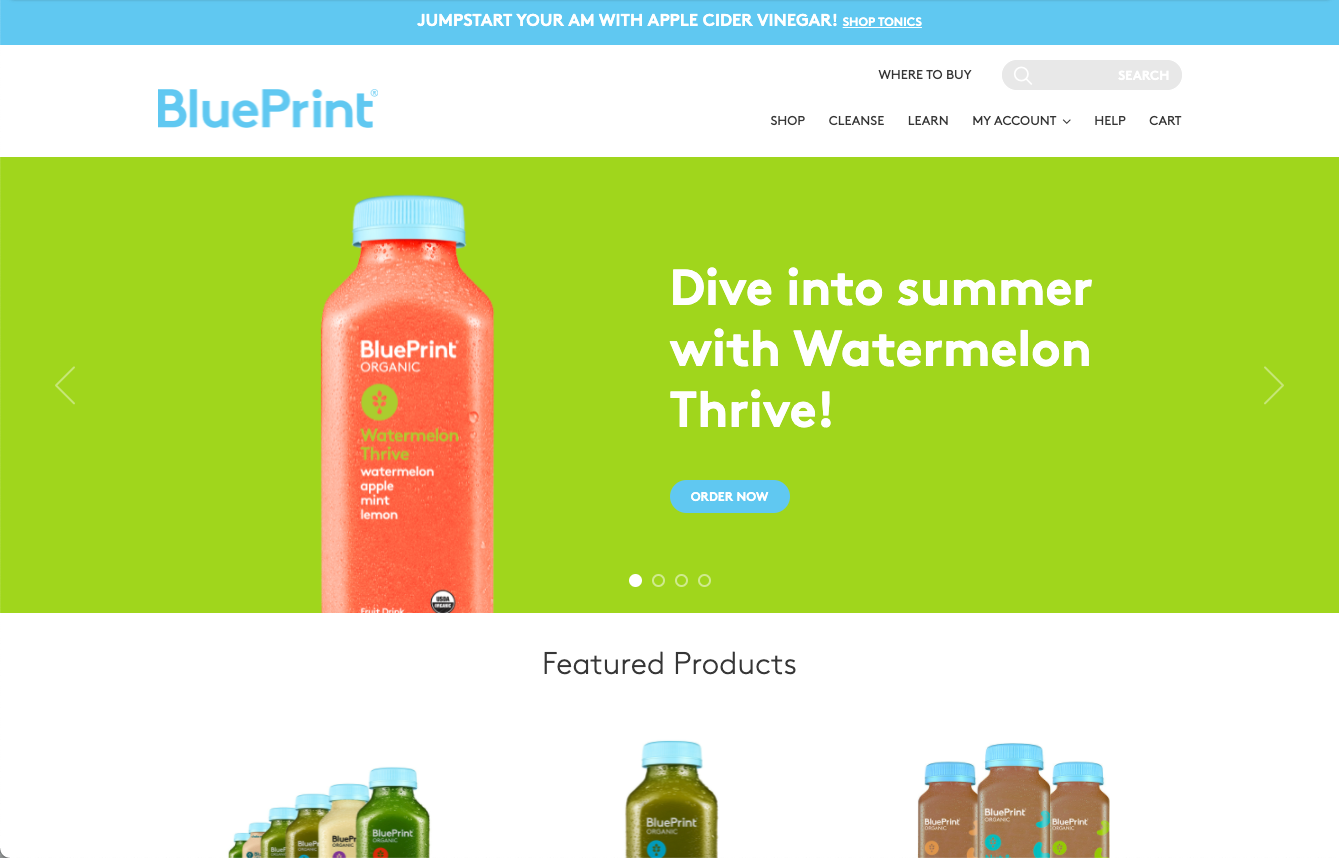 JUMPSTART YOUR AM WITH APPLE CIDER VINEGAR! SHOP TONICS
WHERE TO BUY
SEARCH
BluePrint®
SHOP
CLEANSE
LEARN
MY ACCOUNT
HELP
CART
BluePrint
ORGANIC
Watermelon
Thrive
watermelon
apple
mint
lemon
USDA
ORGANIC
Fruit Drink
Dive into summer
with Watermelon
Thrive!
ORDER NOW
Featured Products
BluePrint
BluePrint
ORGANIC
BluePrint
ORGANIC
BluePrint
ORGANIC
BluePrint
ORGANIC
BluePrint
ORGANIC